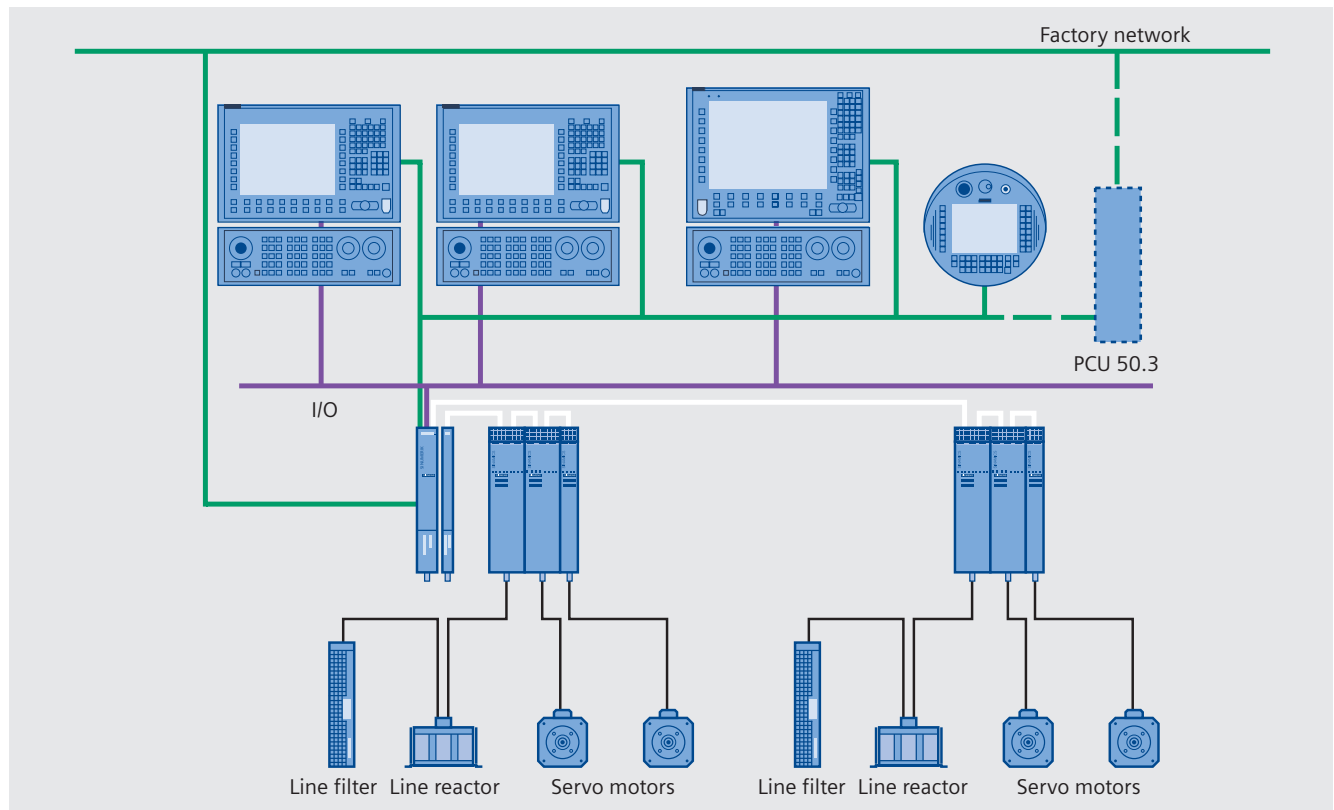 Factory network
PCU 50.3
I/O
Line filter Line reactor Servo motors Line filter Line reactor Servo motors